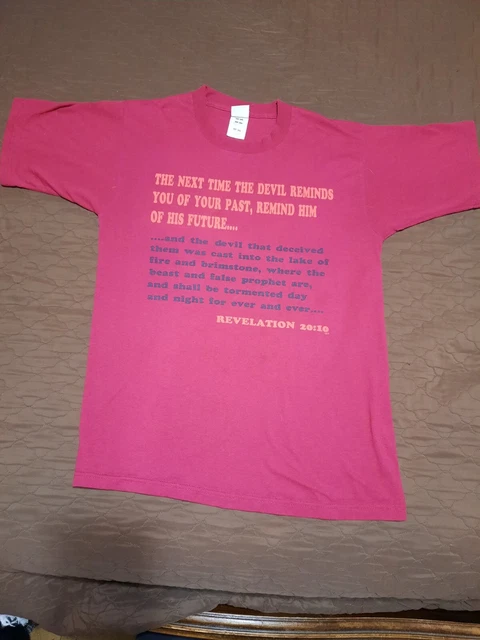 THE NEXT TIME THE DEVIL REMINDS
YOU OF YOUR PAST, REMIND HIM
OF HIS FUTURE....
....and the devil that deceived
them was cast into the lake of
fire and brimstone, where the
beast and false prophet are,
and shall be tormented day
and night for ever and ever....
REVELATION 20:10